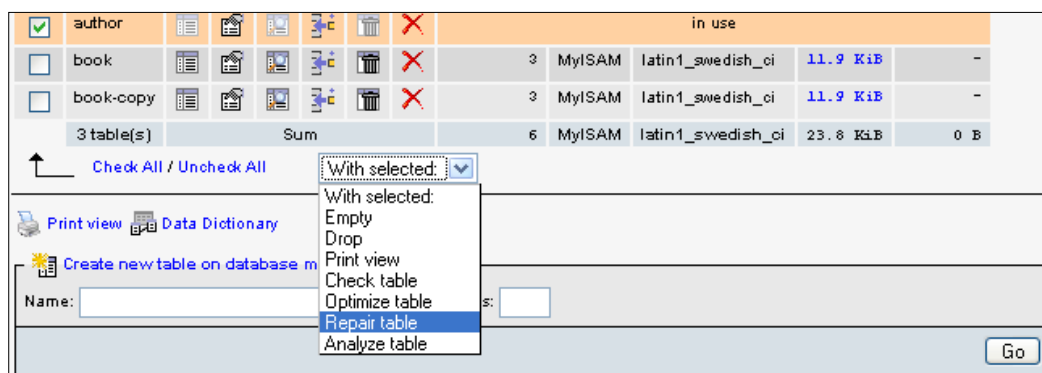 author in use
book 3 MyISAM latin1_swedish_ci 11.9 KiB -
book-copy 3 MyISAM latin1_swedish_ci 11.9 KiB -
3 table(s) Sum 6 MyISAM latin1_swedish_ci 23.8 KiB 0 B
Check All / Uncheck All With selected:
With selected:
Empty
Drop
Print view
Check table
Optimize table
Repair table
Analyze table
Print view Data Dictionary
Create new table on database m
Name: s:
Go